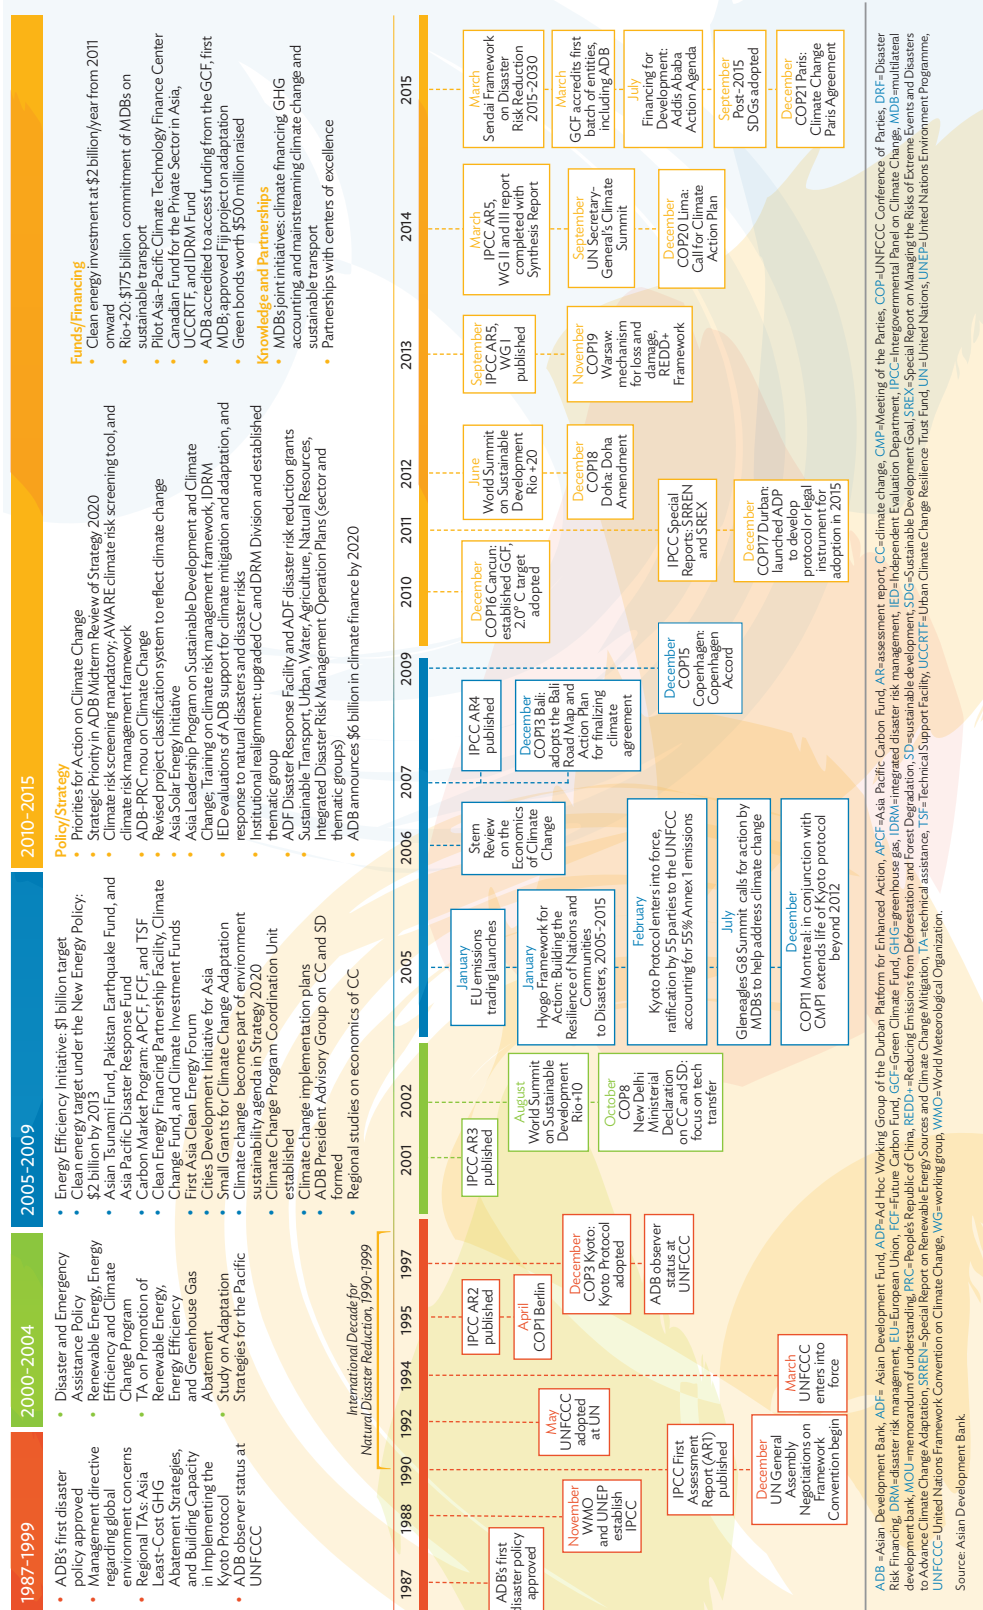 1987-1999
• ADB's first disaster
policy approved
• Management directive
regarding global
environment concerns
• Regional TAs: Asia
Least-Cost GHG
Abatement Strategies,
and Building Capacity
in Implementing the
Kyoto Protocol
• ADB observer status at
UNFCCC
2000-2004
• Disaster and Emergency
Assistance Policy
• Renewable Energy, Energy
Efficiency and Climate
Change Program
• TA on Promotion of
Renewable Energy,
Energy Efficiency
and Greenhouse Gas
Abatement
• Study on Adaptation
• Strategies for the Pacific
2005-2009
• Energy Efficiency Initiative: $1 billion target
• Clean energy target under the New Energy Policy:
$2 billion by 2013
• Asian Tsunami Fund, Pakistan Earthquake Fund, and
Asia Pacific Disaster Response Fund
• Carbon Market Program: APCF, FCF, and TSF
• Clean Energy Financing Partnership Facility, Climate
Change Fund, and Climate Investment Funds
• First Asia Clean Energy Forum
• Cities Development Initiative for Asia
• Small Grants for Climate Change Adaptation
• Climate change becomes part of environment
sustainability agenda in Strategy 2020
• Climate Change Program Coordination Unit
established
• Climate change implementation plans
• ADB President Advisory Group on CC and SD
formed
• Regional studies on economics of CC
2010-2015
Policy/Strategy
• Priorities for Action on Climate Change
• Strategic Priority in ADB Midterm Review of Strategy 2020
• Climate risk screening mandatory; AWARE climate risk screening tool, and
climate risk management framework
• ADB-PRC mou on Climate Change
• Revised project classification system to reflect climate change
• Asia Solar Energy Initiative
• Asia Leadership Program on Sustainable Development and Climate
Change; Training on climate risk management framework, IDRM
• IED evaluations of ADB support for climate mitigation and adaptation, and
response to natural disasters and disaster risks
• Institutional realignment: upgraded CC and DRM Division and established
thematic group
• ADF Disaster Response Facility and ADF disaster risk reduction grants
• Sustainable Transport, Urban, Water, Agriculture, Natural Resources,
Integrated Disaster Risk Management Operation Plans (sector and
thematic groups)
• ADB announces $6 billion in climate finance by 2020
Funds/Financing
• Clean energy investment at $2 billion/year from 2011
onward
• Rio+20: $175 billion commitment of MDBs on
sustainable transport
• Pilot Asia-Pacific Climate Technology Finance Center
• Canadian Fund for the Private Sector in Asia,
UCCRTF, and IDRM Fund
• ADB accredited to access funding from the GCF, first
MDB; approved Fiji project on adaptation
• Green bonds worth $500 million raised
Knowledge and Partnerships
• MDBs joint initiatives: climate financing, GHG
accounting, and mainstreaming climate change and
sustainable transport
• Partnerships with centers of excellence
International Decade for
Natural Disaster Reduction, 1990-1999
1987
1988
1990
1992
1994
1995
1997
2001
2002
2005
2006
2007
2009
2010
2011
2012
2013
2014
2015
ADB's first
disaster policy
approved
November
WMO
and UNEP
establish
IPCC
IPCC First
Assessment
Report (AR1)
published
December
UN General
Assembly
Negotiations on
Framework
Convention begin
May
UNFCCC
adopted
at UN
March
UNFCCC
enters into
force
IPCC AR2
published
April
COP1 Berlin
December
COP3 Kyoto:
Kyoto Protocol
adopted
ADB observer
status at
UNFCCC
IPCC AR3
published
August
World Summit
on Sustainable
Development
Rio+10
October
COP8
New Delhi
Ministerial
Declaration
on CC and SD:
focus on tech
transfer
January
EU emissions
trading launches
January
Hyogo Framework for
Action: Building the
Resilience of Nations and
Communities
to Disasters, 2005-2015
February
Kyoto Protocol enters into force,
ratification by 55 parties to the UNFCC
accounting for 55% Annex 1 emissions
July
Gleneagles G8 Summit calls for action by
MDBs to help address climate change
December
COP11 Montreal: in conjunction with
CMP1 extends life of Kyoto protocol
beyond 2012
Stern
Review
on the
Economics
of Climate
Change
IPCC AR4
published
December
COP13 Bali:
adopts the Bali
Road Map and
Action Plan
for finalizing
climate
agreement
December
COP15
Copenhagen:
Copenhagen
Accord
December
COP16 Cancun:
established GCF,
2.0° C target
adopted
IPCC Special
Reports: SRREN
and SREX
December
COP17 Durban:
launched ADP
to develop
protocol or legal
instrument for
adoption in 2015
June
World Summit
on Sustainable
Development
Rio +20
December
COP18
Doha: Doha
Amendment
September
IPCC AR5,
WG I
published
November
COP19
Warsaw:
mechanism
for loss and
damage,
REDD+
Framework
March
IPCC AR5,
WG II and III report
completed with
Synthesis Report
September
UN Secretary-
General's Climate
Summit
December
COP20 Lima:
Call for Climate
Action Plan
March
Sendai Framework
on Disaster
Risk Reduction
2015-2030
March
GCF accredits first
batch of entities,
including ADB
July
Financing for
Development:
Addis Ababa
Action Agenda
September
Post-2015
SDGs adopted
December
COP21 Paris:
Climate Change
Paris Agreement
ADB =Asian Development Bank, ADF= Asian Development Fund, ADP=Ad Hoc Working Group of the Durban Platform for Enhanced Action, APCF=Asia Pacific Carbon Fund, AR=assessment report, CC=climate change, CMP=Meeting of the Parties, COP=UNFCCC Conference of Parties, DRF=Disaster
Risk Financing, DRM=disaster risk management, EU=European Union, FCF=Future Carbon Fund, GCF=Green Climate Fund, GHG=greenhouse gas, IDRM=integrated disaster risk management, IED=Independent Evaluation Department, IPCC=Intergovernmental Panel on Climate Change, MDB=multilateral
development bank, MOU=memorandum of understanding, PRC=People's Republic of China, REDD+=Reducing Emissions from Deforestation and Forest Degradation, SD=sustainable development, SDG=Sustainable Development Goal, SREX=Special Report on Managing the Risks of Extreme Events and Disasters
to Advance Climate Change Adaptation, SRREN=Special Report on Renewable Energy Sources and Climate Change Mitigation, TA=technical assistance, TSF=Technical Support Facility, UCCRTF=Urban Climate Change Resilience Trust Fund, UN=United Nations, UNEP=United Nations Environment Programme,
UNFCCC=United Nations Framework Convention on Climate Change, WG=working group, WMO=World Meteorological Organization.
Source: Asian Development Bank.